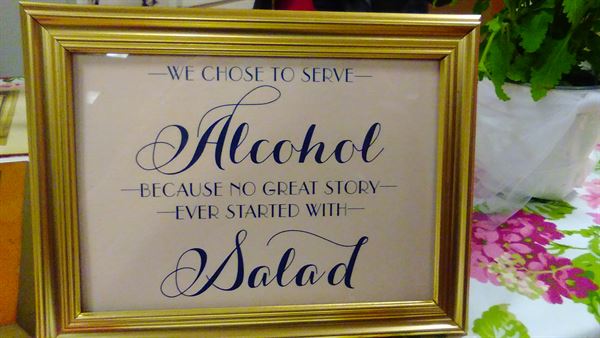 —WE CHOSE TO SERVE—
Alcohol
—BECAUSE NO GREAT STORY—
—EVER STARTED WITH—
Salad